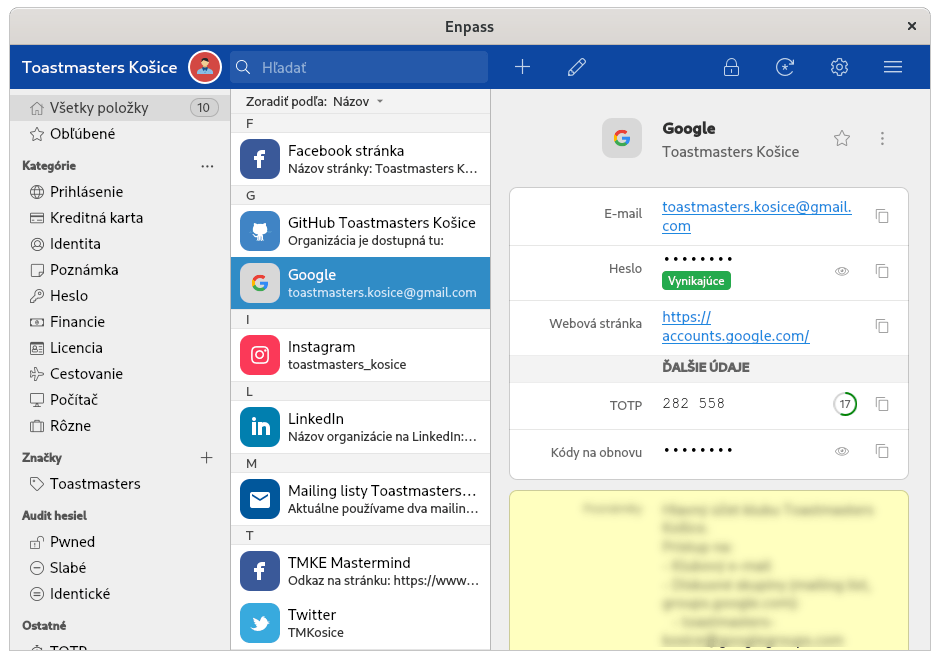 Enpass
Toastmasters Košice
Hľadať
Všetky položky 10
Obľúbené
Kategórie
Prihlásenie
Kreditná karta
Identita
Poznámka
Heslo
Financie
Licencia
Cestovanie
Počítač
Rôzne
Značky
Toastmasters
Audit hesiel
Pwned
Slabé
Identické
Ostatné
TOTP
Zoradiť podľa: Názov
F
Facebook stránka
Názov stránky: Toastmasters K...
G
GitHub Toastmasters Košice
Organizácia je dostupná tu:
Google
toastmasters.kosice@gmail.com
I
Instagram
toastmasters_kosice
L
LinkedIn
Názov organizácie na LinkedIn:...
M
Mailing listy Toastmasters...
Aktuálne používame dva mailin...
T
TMKE Mastermind
Odkaz na stránku: https://www...
Twitter
TMKosice
Google
Toastmasters Košice
E-mail
toastmasters.kosice@gmail.
com
Heslo
••••••••
Vynikajúce
Webová stránka
https://
accounts.google.com/
ĎALŠIE ÚDAJE
TOTP
282 558
17
Kódy na obnovu
••••••••